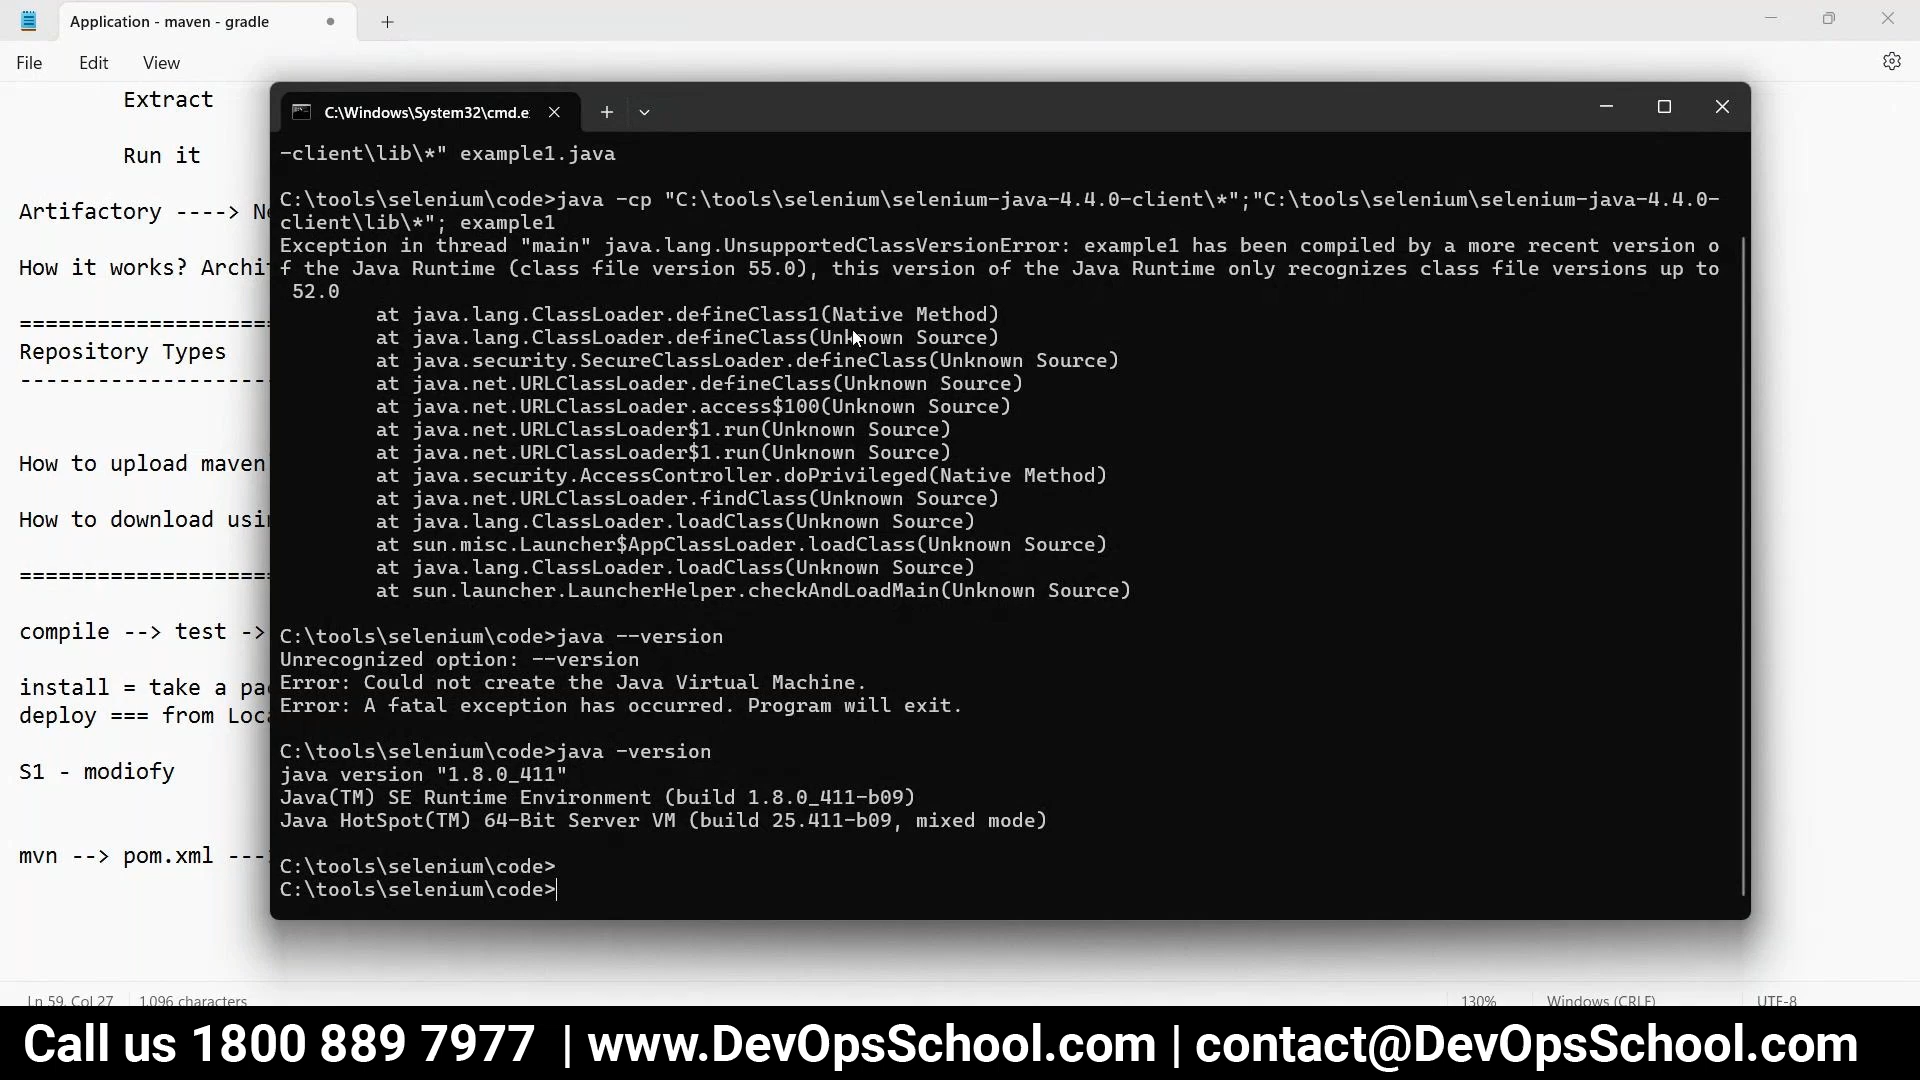 Application - maven - gradle
File Edit View
Extract
Run it
Artifactory ----> Ne
How it works? Archi
Repository Types
How to upload maven
How to download usi
compile --> test ->
install = take a pa
deploy === from Loc
S1 - modiofy
mvn --> pom.xml ---
C:\Windows\System32\cmd.e
-client\lib\*" example1.java
C:\tools\selenium\code>java -cp "C:\tools\selenium\selenium-java-4.4.0-client\*";"C:\tools\selenium\selenium-java-4.4.0-
client\lib\*"; example1
Exception in thread "main" java.lang.UnsupportedClassVersionError: example1 has been compiled by a more recent version o
f the Java Runtime (class file version 55.0), this version of the Java Runtime only recognizes class file versions up to
52.0
at java.lang.ClassLoader.defineClass1(Native Method)
at java.lang.ClassLoader.defineClass(Unknown Source)
at java.security.SecureClassLoader.defineClass(Unknown Source)
at java.net.URLClassLoader.defineClass(Unknown Source)
at java.net.URLClassLoader.access$100(Unknown Source)
at java.net.URLClassLoader$1.run(Unknown Source)
at java.net.URLClassLoader$1.run(Unknown Source)
at java.security.AccessController.doPrivileged(Native Method)
at java.net.URLClassLoader.findClass(Unknown Source)
at java.lang.ClassLoader.loadClass(Unknown Source)
at sun.misc.Launcher$AppClassLoader.loadClass(Unknown Source)
at java.lang.ClassLoader.loadClass(Unknown Source)
at sun.launcher.LauncherHelper.checkAndLoadMain(Unknown Source)
C:\tools\selenium\code>java --version
Unrecognized option: --version
Error: Could not create the Java Virtual Machine.
Error: A fatal exception has occurred. Program will exit.
C:\tools\selenium\code>java -version
java version "1.8.0_411"
Java(TM) SE Runtime Environment (build 1.8.0_411-b09)
Java HotSpot(TM) 64-Bit Server VM (build 25.411-b09, mixed mode)
C:\tools\selenium\code>
C:\tools\selenium\code>
Ln 59, Col 27 1,096 characters 130% Windows (CRLF) UTF-8
Call us 1800 889 7977 | www.DevOpsSchool.com | contact@DevOpsSchool.com